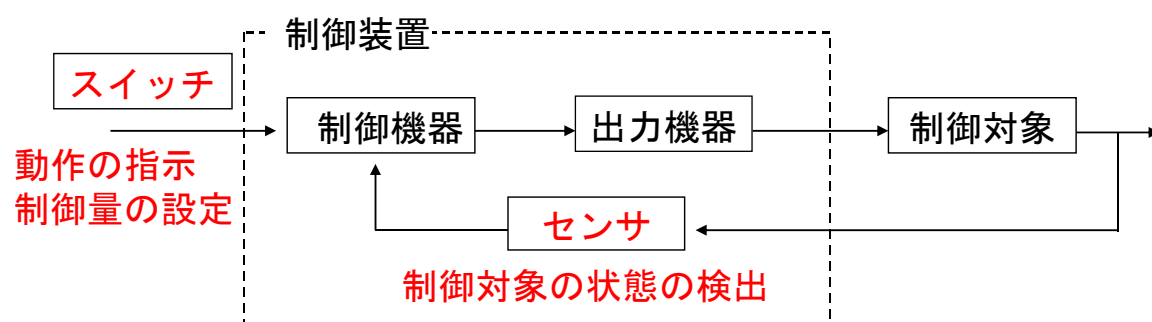 制御装置
スイッチ
制御機器
出力機器
制御対象
動作の指示
制御量の設定
センサ
制御対象の状態の検出